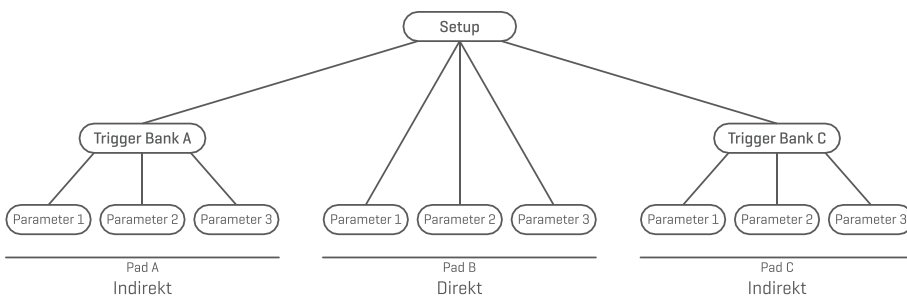 Setup
Trigger Bank A
Trigger Bank C
Parameter 1
Parameter 2
Parameter 3
Parameter 1
Parameter 2
Parameter 3
Parameter 1
Parameter 2
Parameter 3
Pad A
Pad B
Pad C
Indirekt
Direkt
Indirekt